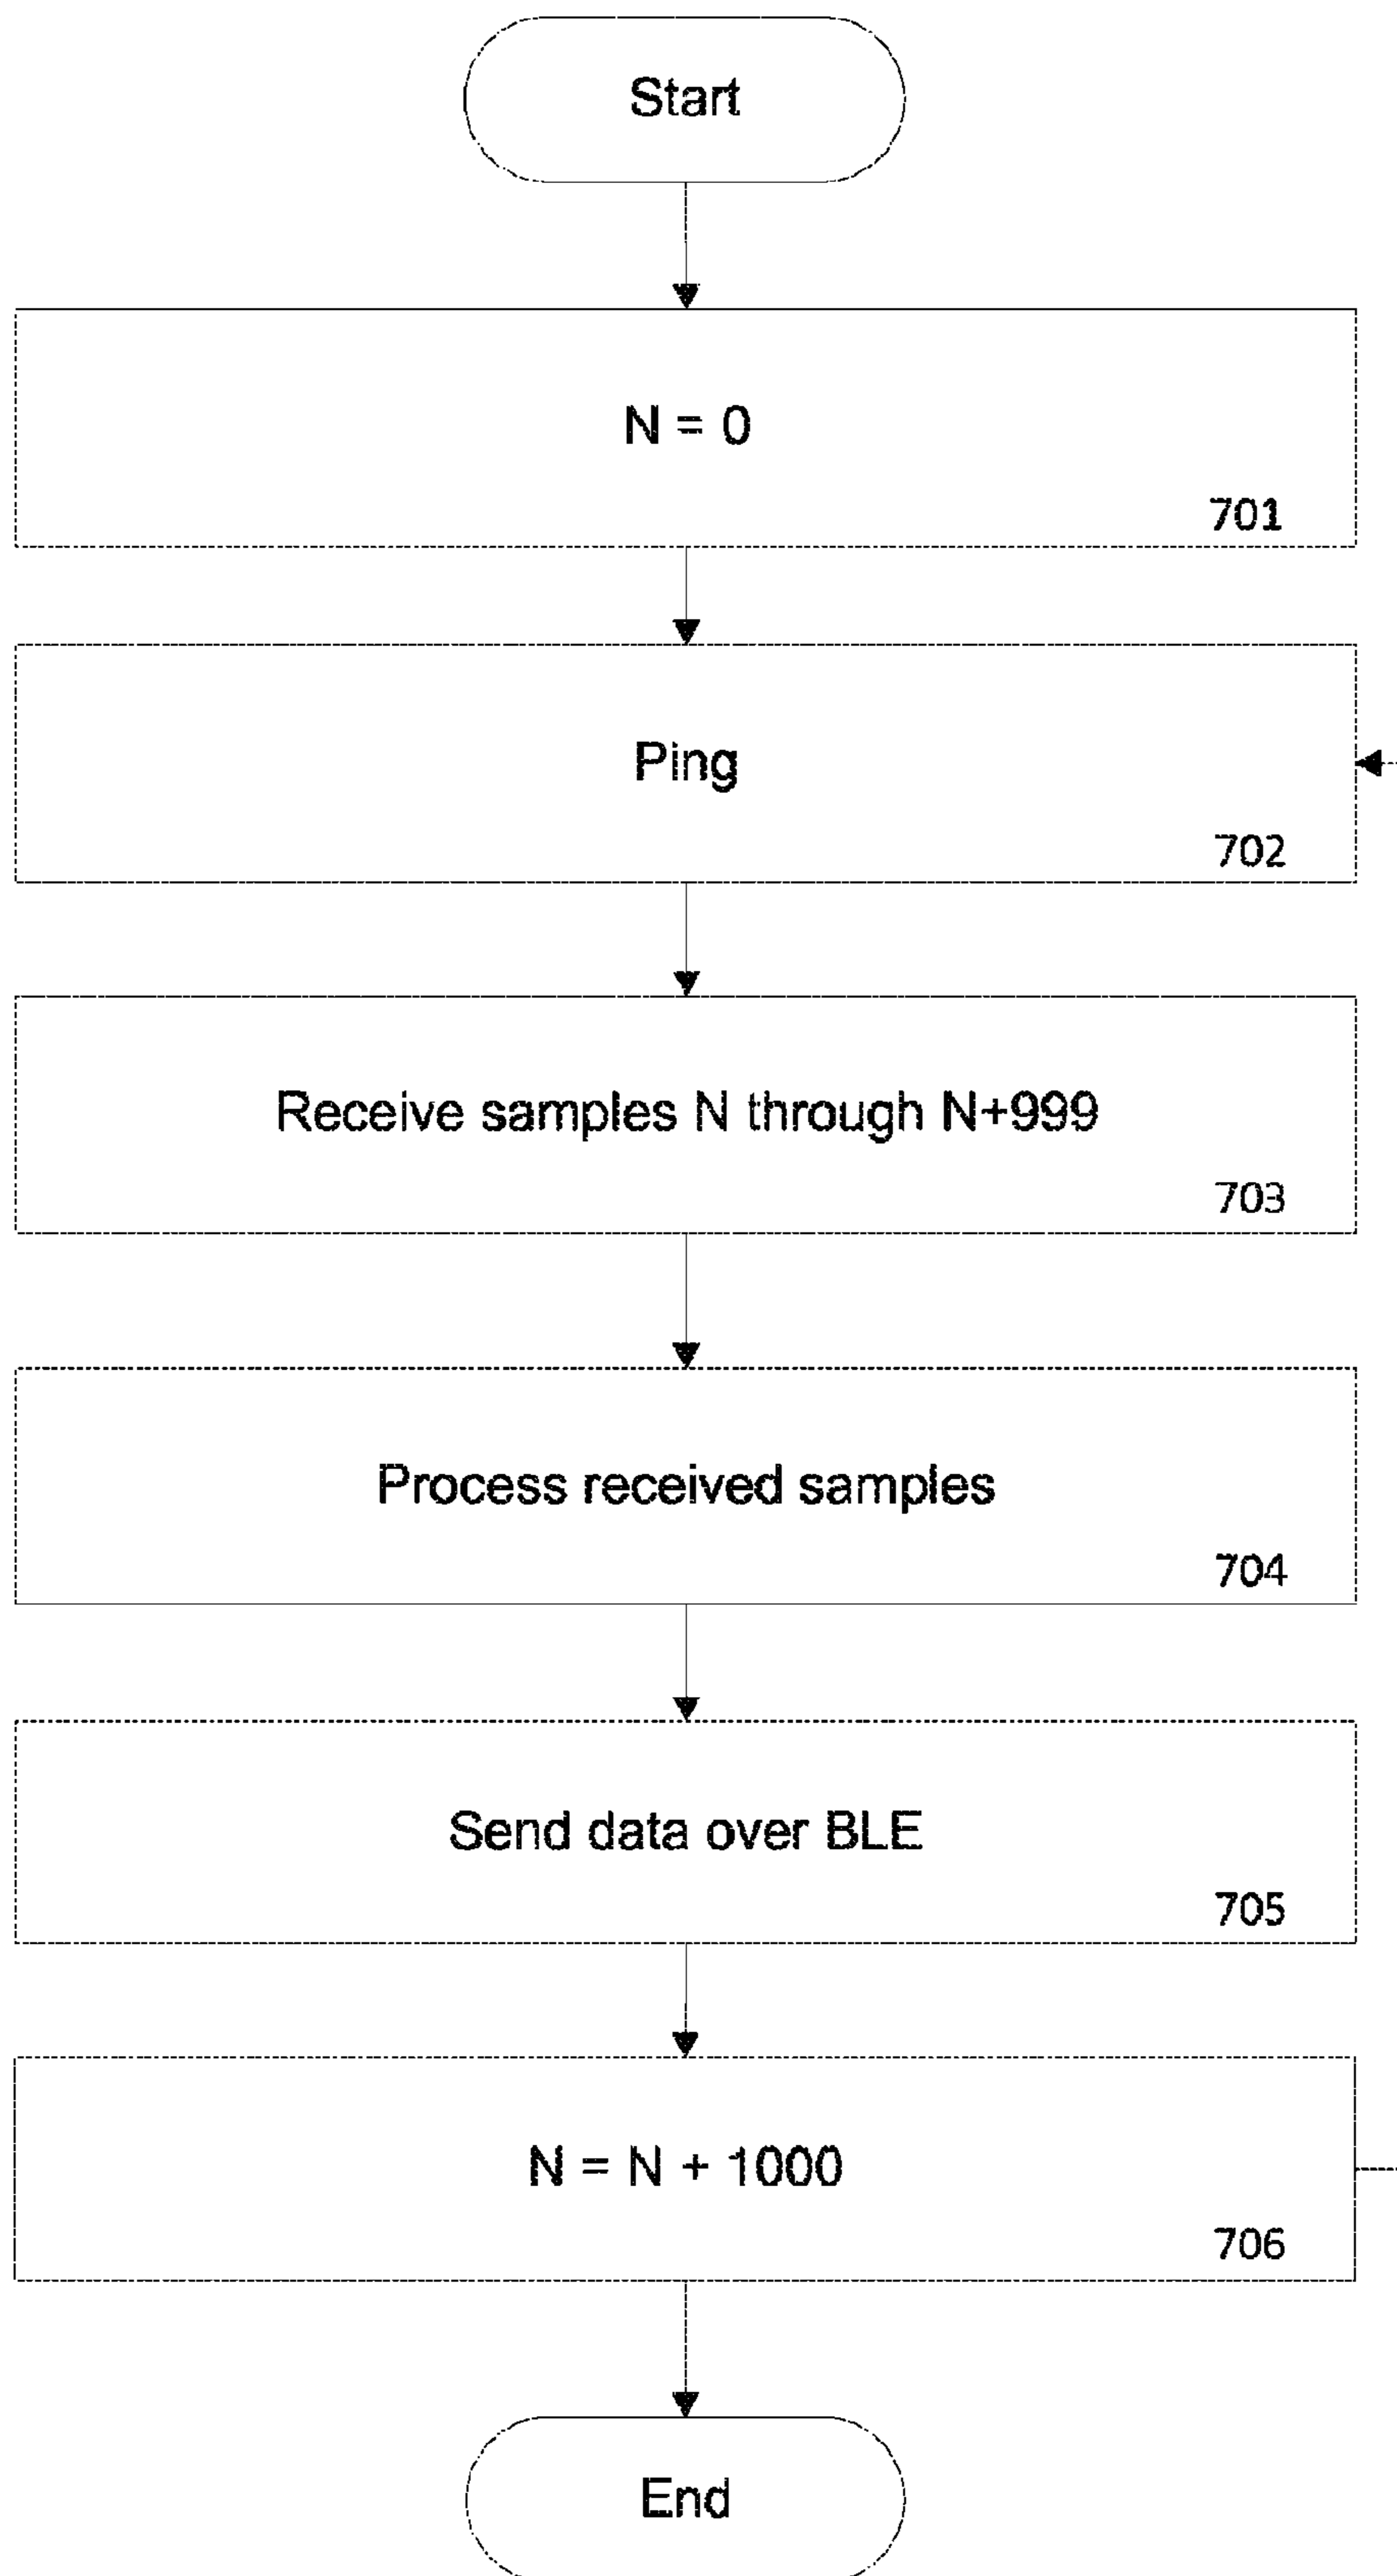 Start
N = 0
701
Ping
702
Receive samples N through N+999
703
Process received samples
704
Send data over BLE
705
N = N + 1000
706
End